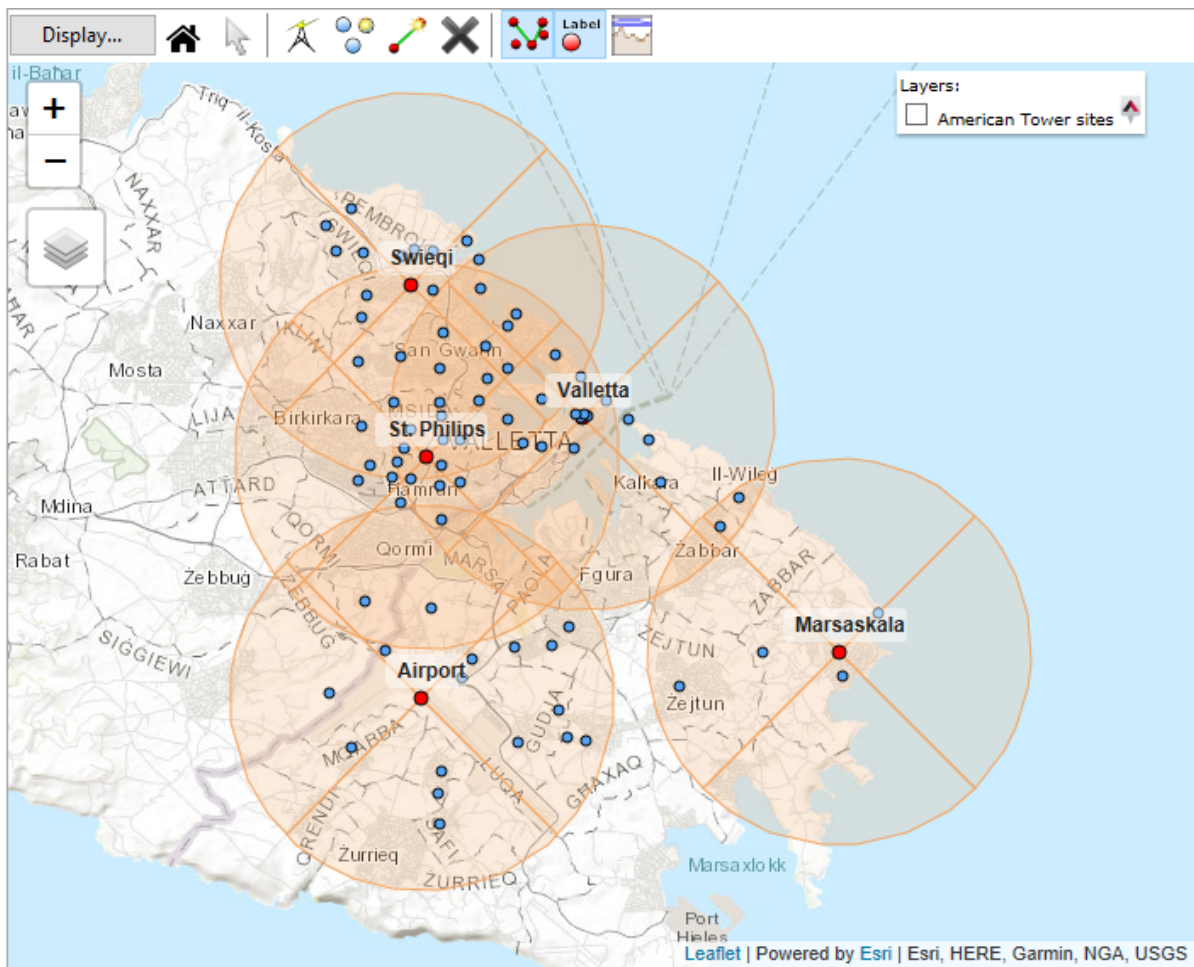 Display...
Label
il-Baħar
Layers:
American Tower sites
+
−
Triq il-Kosta
NAXXAR
PEMBROKE
SWIEQI
Swieqi
Naxxar
IKLIN
San Gwann
Mosta
Valletta
LIJA
Birkirkara
MSIDA
St. Philips
VALLETTA
ATTARD
Ħamrun
Kalkara
Il-Wileġ
Mdina
QORMI
Qormi
MARSA
Żabbar
Rabat
Żebbuġ
PAOLA
Fgura
ŻABBAR
ŻEBBUĠ
ŻEJTUN
Marsaskala
SIĠĠIEWI
Airport
Żejtun
GUDJA
MQABBA
LUQA
GĦAXAQ
QRENDI
SAFI
Żurrieq
ŻURRIEQ
Marsaxlokk
Port
Leaflet | Powered by Esri | Esri, HERE, Garmin, NGA, USGS